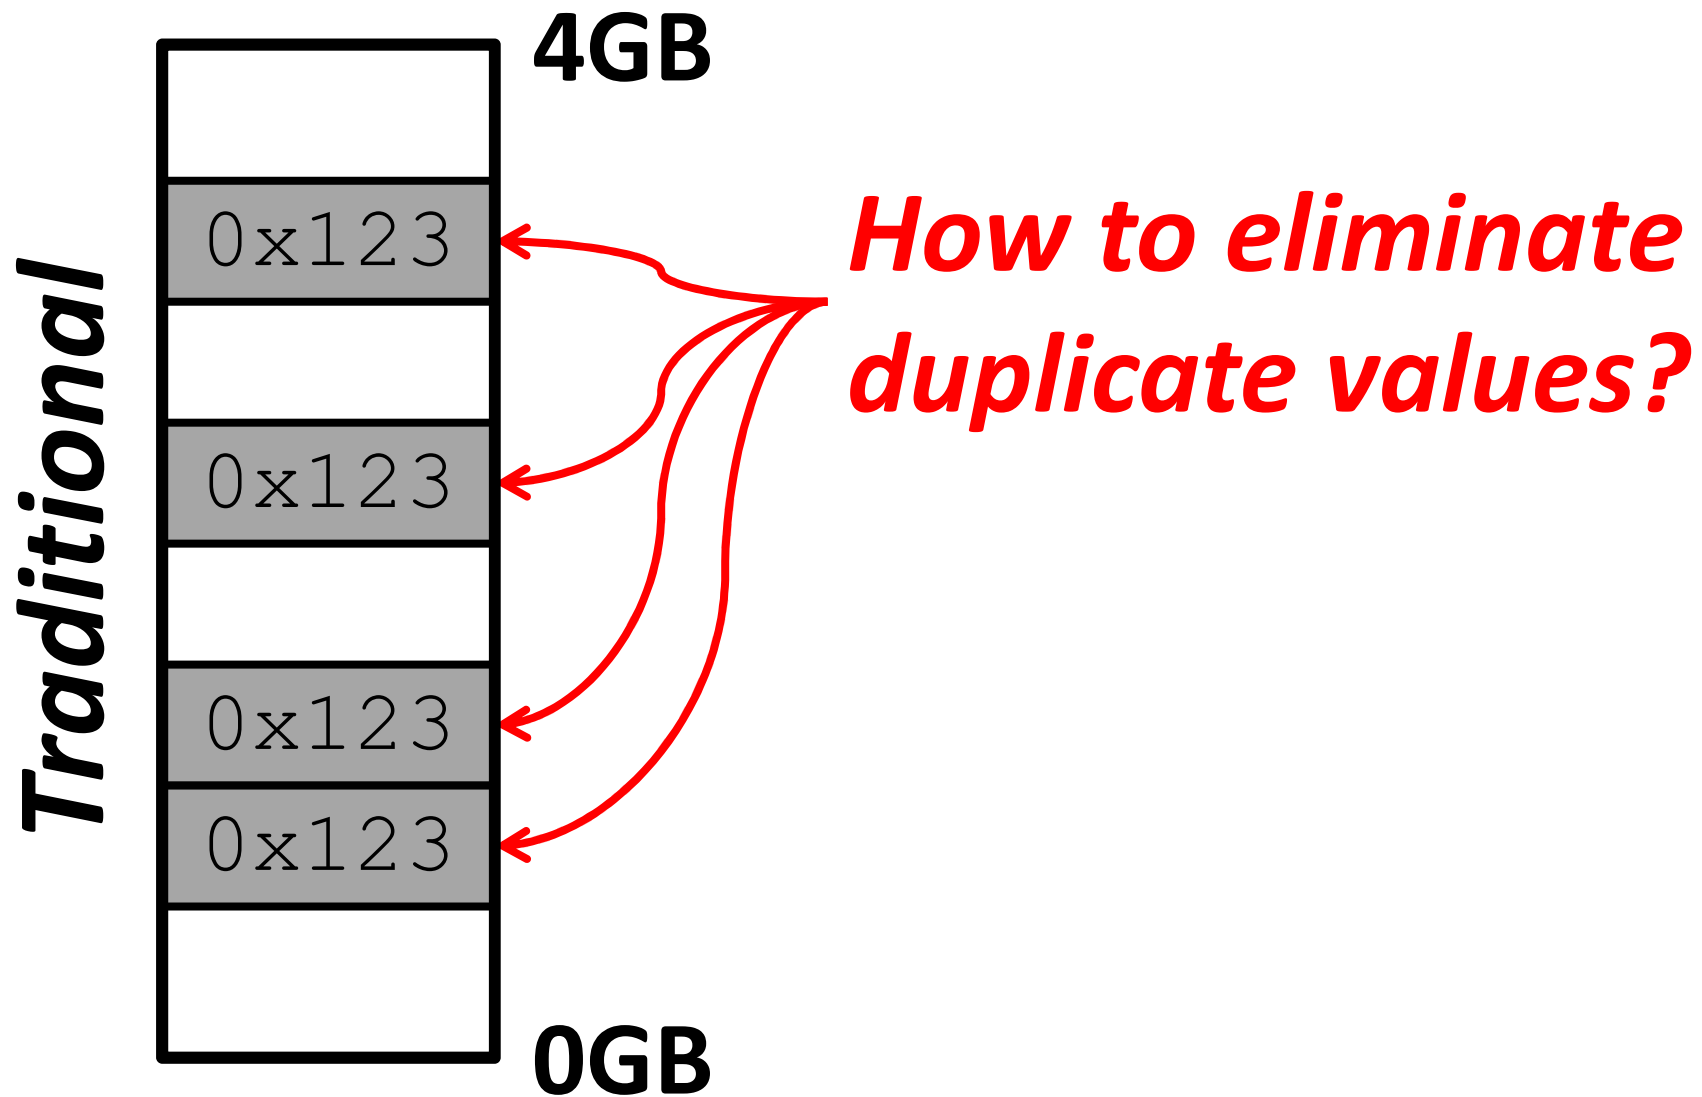 Traditional
4GB
0x123
0x123
0x123
0x123
0GB
How to eliminate
duplicate values?